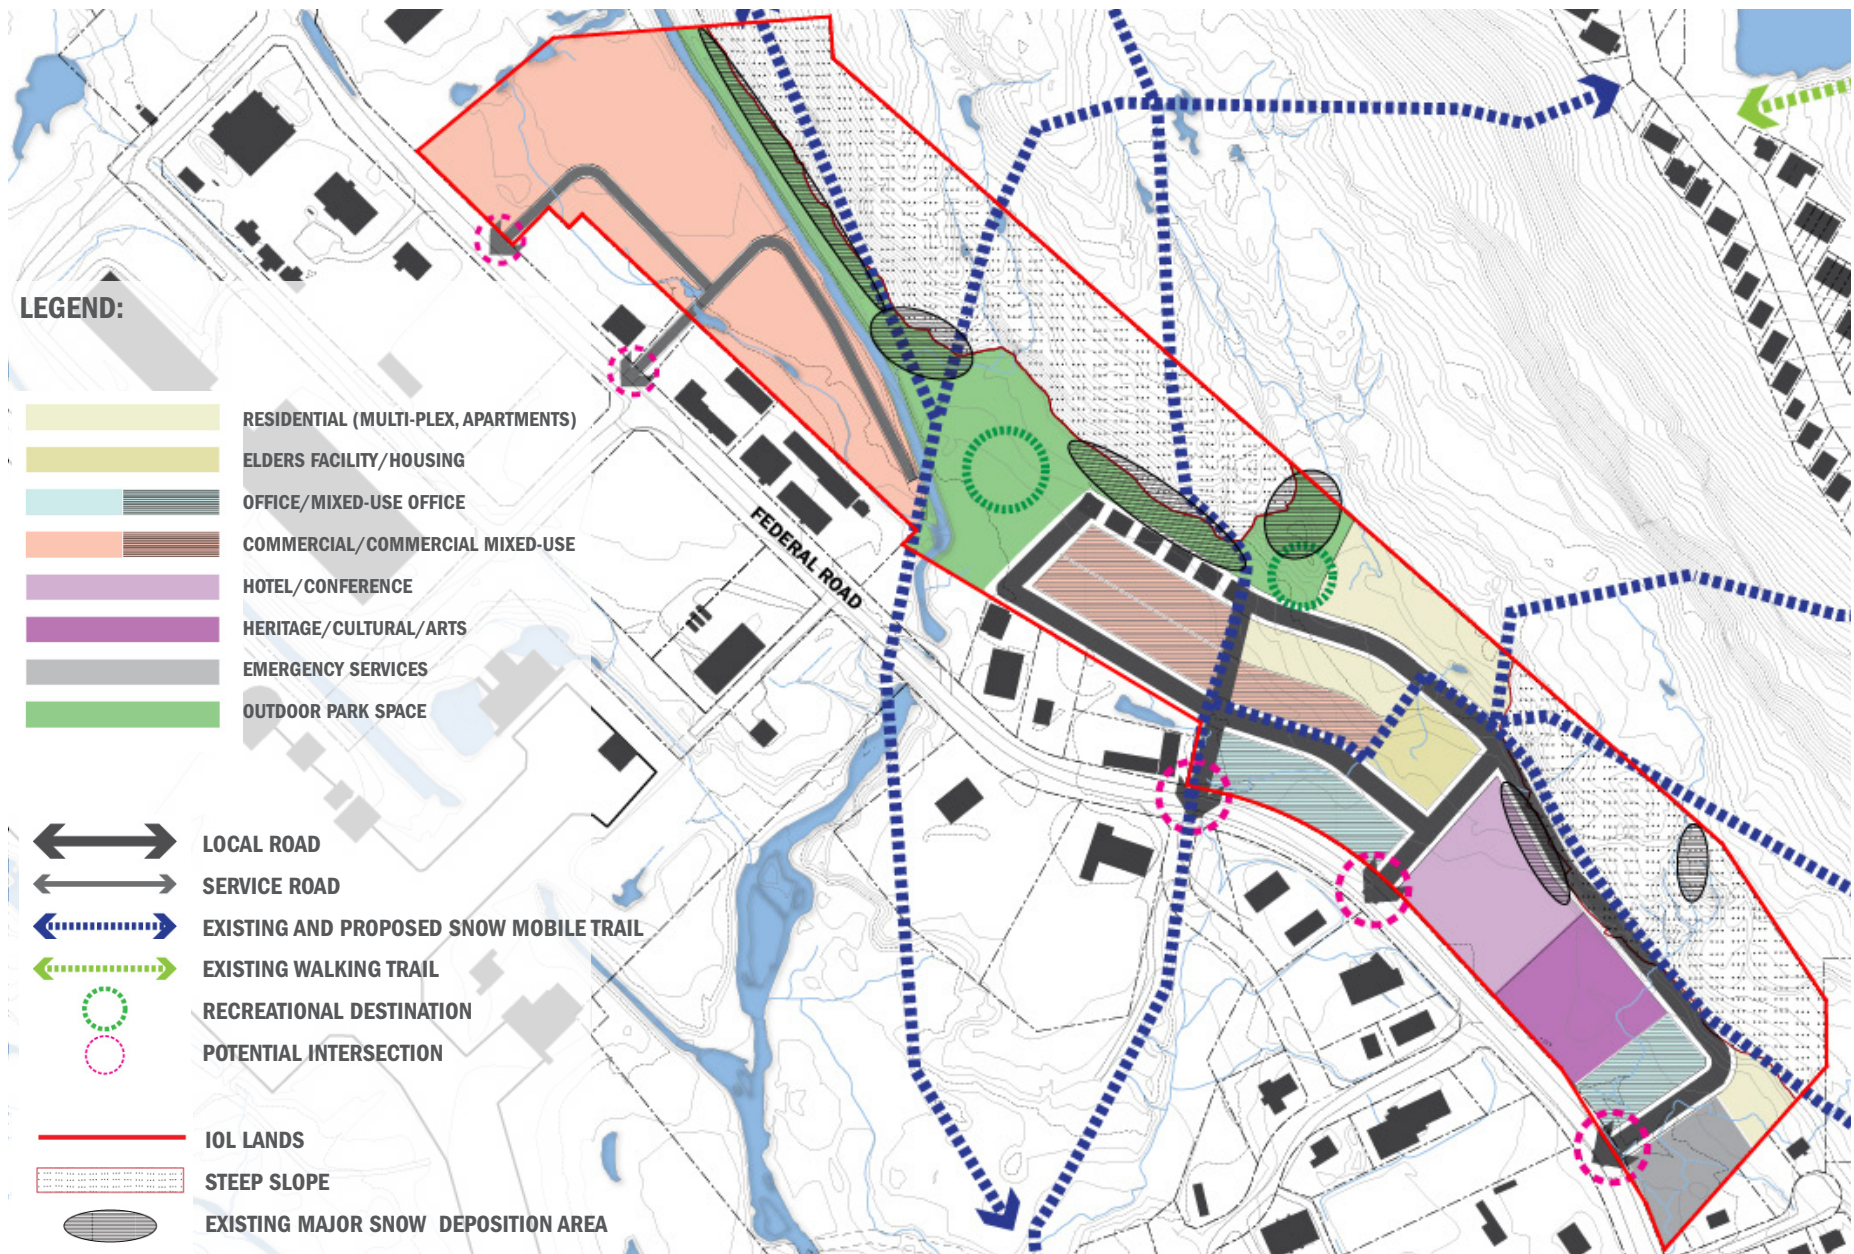 LEGEND:
RESIDENTIAL (MULTI-PLEX, APARTMENTS)
ELDERS FACILITY/HOUSING
OFFICE/MIXED-USE OFFICE
COMMERCIAL/COMMERCIAL MIXED-USE
HOTEL/CONFERENCE
HERITAGE/CULTURAL/ARTS
EMERGENCY SERVICES
OUTDOOR PARK SPACE
LOCAL ROAD
SERVICE ROAD
EXISTING AND PROPOSED SNOW MOBILE TRAIL
EXISTING WALKING TRAIL
RECREATIONAL DESTINATION
POTENTIAL INTERSECTION
IOL LANDS
STEEP SLOPE
EXISTING MAJOR SNOW DEPOSITION AREA
FEDERAL ROAD